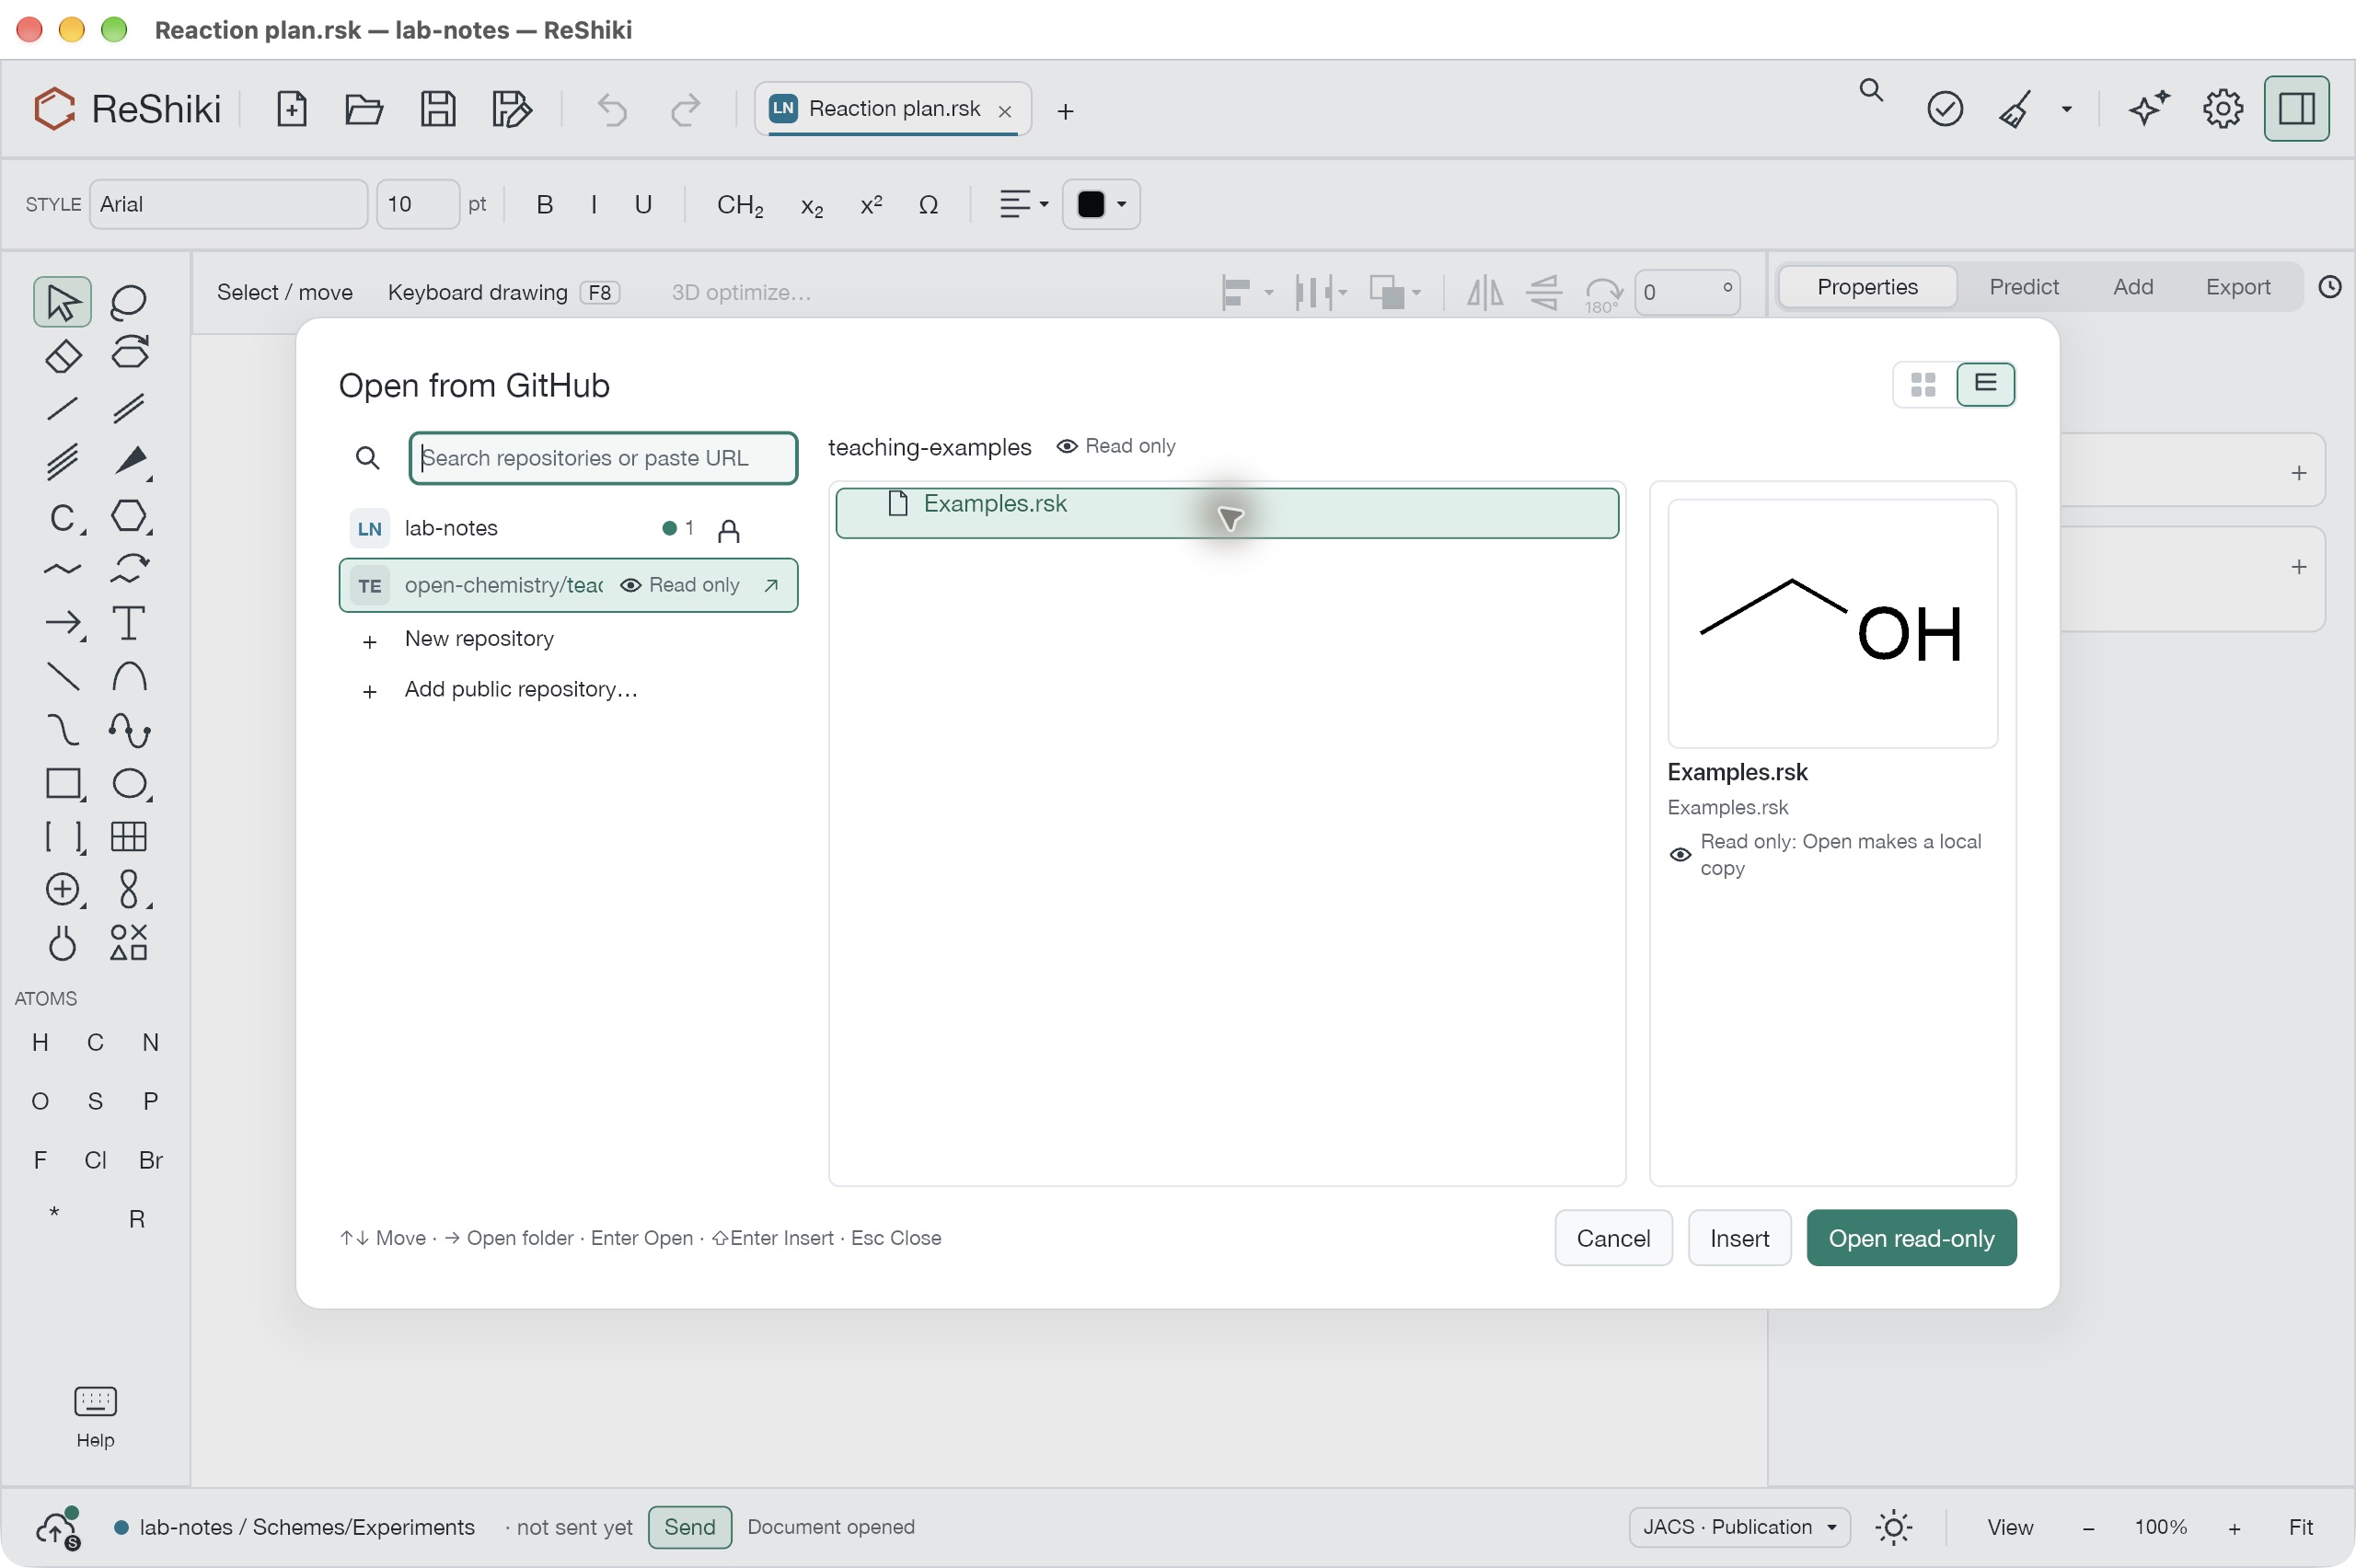 Reaction plan.rsk — lab-notes — ReShiki
ReShiki
LN Reaction plan.rsk × +
STYLE Arial 10 pt B I U CH₂ x₂ x² Ω
Select / move Keyboard drawing F8 3D optimize... 180° 0 °
Properties Predict Add Export
Open from GitHub
Search repositories or paste URL
teaching-examples Read only
LN lab-notes 1
TE open-chemistry/teac Read only ↗
+ New repository
+ Add public repository...
Examples.rsk
OH
Examples.rsk
Examples.rsk
Read only: Open makes a local
copy
↑↓ Move · → Open folder · Enter Open · ⇧Enter Insert · Esc Close
Cancel Insert Open read-only
+
+
C
T
ATOMS
H C N
O S P
F Cl Br
* R
Help
S lab-notes / Schemes/Experiments · not sent yet Send Document opened
JACS · Publication View − 100% + Fit